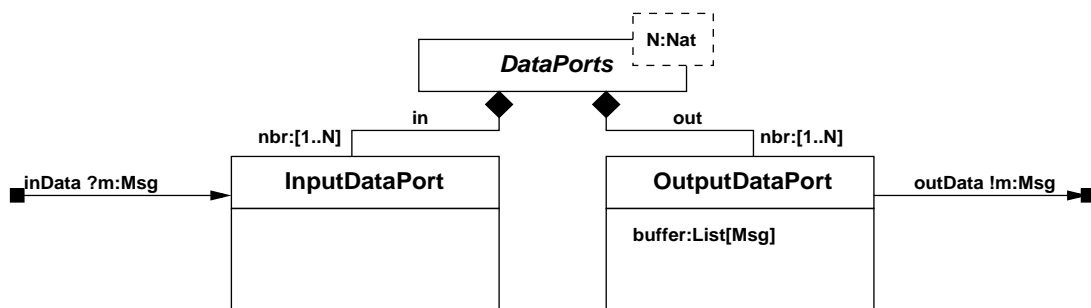 N:Nat
DataPorts
in
out
nbr:[1..N]
nbr:[1..N]
inData ?m:Msg
InputDataPort
OutputDataPort
outData !m:Msg
buffer:List[Msg]